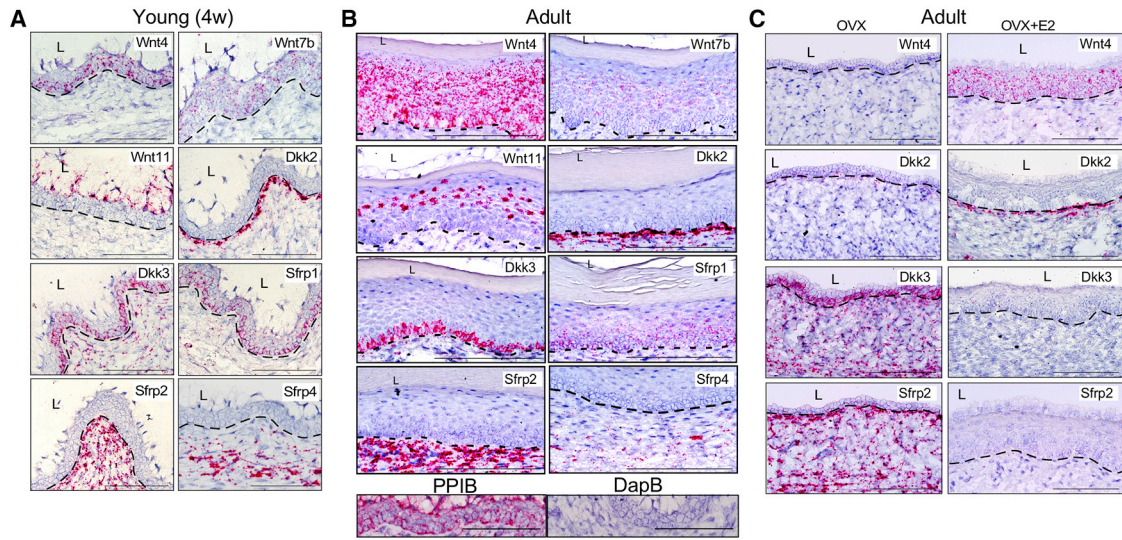 A
Young (4w)
L
Wnt4
L
Wnt7b
L
Wnt11
L
Dkk2
L
Dkk3
L
Sfrp1
L
Sfrp2
L
Sfrp4
B
Adult
L
Wnt4
L
Wnt7b
L
Wnt11
L
Dkk2
L
Dkk3
L
Sfrp1
L
Sfrp2
Sfrp4
PPIB
DapB
C
Adult
OVX
OVX+E2
L
Wnt4
L
Wnt4
L
Dkk2
L
Dkk2
L
Dkk3
L
Dkk3
L
Sfrp2
L
Sfrp2